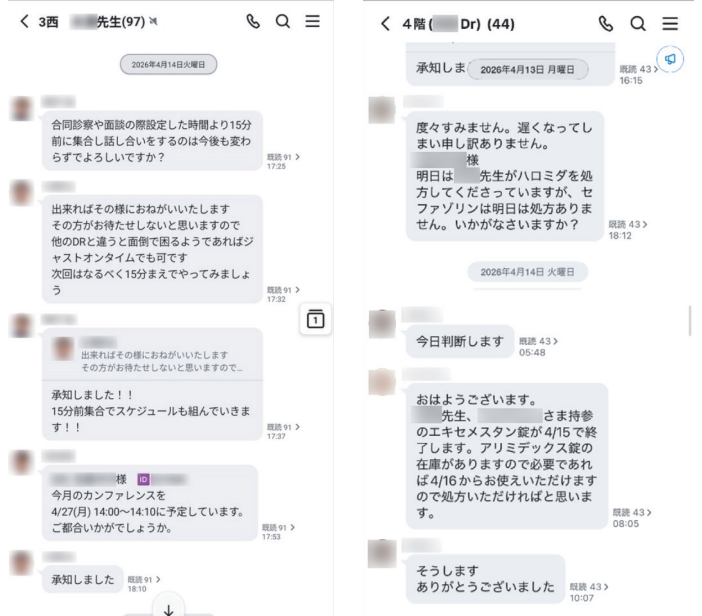 3西 先生(97)
2026年4月14日火曜日
合同診察や面談の際設定した時間より15分
前に集合し話し合いをするのは今後も変わ
らずでよろしいですか？
既読 91
17:25
出来ればその様におねがいいたします
その方がお待たせしないと思いますので
他のDRと違うと面倒で困るようであればジ
ャストオンタイムでも可です
次回はなるべく15分まえでやってみましょ
う
既読 91
17:32
1
出来ればその様におねがいいたします
その方がお待たせしないと思いますので...
承知しました！！
15分前集合でスケジュールも組んでいきま
す！！
既読 91
17:37
様 ID
今月のカンファレンスを
4/27(月) 14:00〜14:10に予定しています。
ご都合いかがでしょうか。
既読 91
17:53
承知しました
既読 91
18:10
4階( Dr) (44)
承知しま
2026年4月13日 月曜日
既読 43
16:15
度々すみません。遅くなってし
まい申し訳ありません。
様
明日は 先生がハロミダを処
方してくださっていますが、セ
ファゾリンは明日は処方ありま
せん。いかがなさいますか？
既読 43
18:12
2026年4月14日 火曜日
今日判断します
既読 43
05:48
おはようございます。
先生、 さま持参
のエキセメスタン錠が4/15で終
了します。アリミデックス錠の
在庫がありますので必要であれ
ば4/16からお使いいただけます
ので処方いただければと思いま
す。
既読 43
08:05
そうします
ありがとうございました
既読 43
10:07